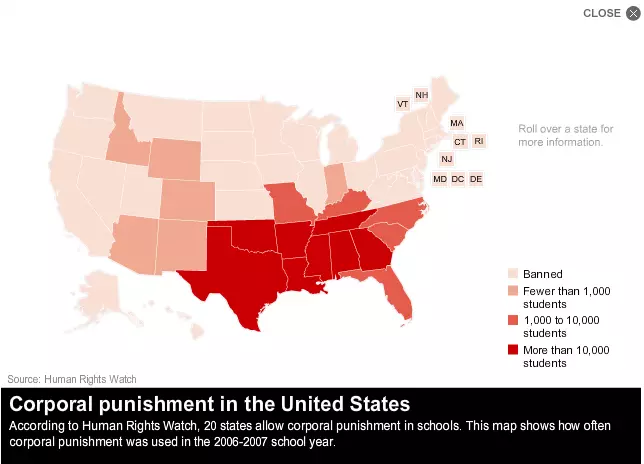 CLOSE
NH
VT
MA
CT
RI
NJ
MD
DC
DE
Roll over a state for
more information.
Banned
Fewer than 1,000
students
1,000 to 10,000
students
More than 10,000
students
Source: Human Rights Watch
Corporal punishment in the United States
According to Human Rights Watch, 20 states allow corporal punishment in schools. This map shows how often
corporal punishment was used in the 2006-2007 school year.